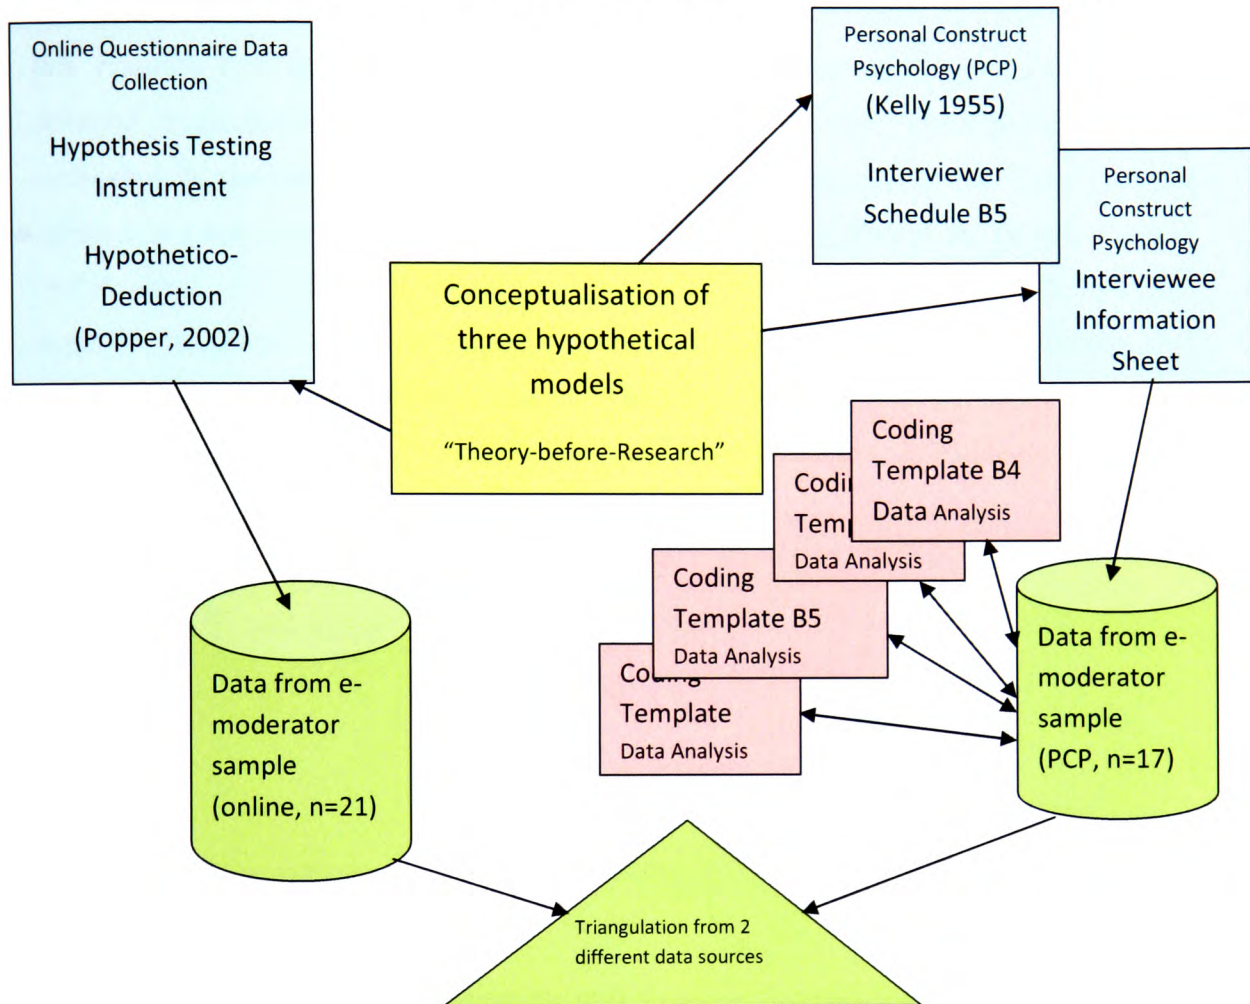 Online Questionnaire Data
Collection
Hypothesis Testing
Instrument
Hypothetico-
Deduction
(Popper, 2002)
Personal Construct
Psychology (PCP)
(Kelly 1955)
Interviewer
Schedule B5
Personal
Construct
Psychology
Interviewee
Information
Sheet
Conceptualisation of
three hypothetical
models
“Theory-before-Research”
Coding
Template B4
Data Analysis
Data Analysis
Coding
Template B5
Data Analysis
Coding
Template
Data Analysis
Data from e-
moderator
sample
(online, n=21)
Data from e-
moderator
sample
(PCP, n=17)
Triangulation from 2
different data sources